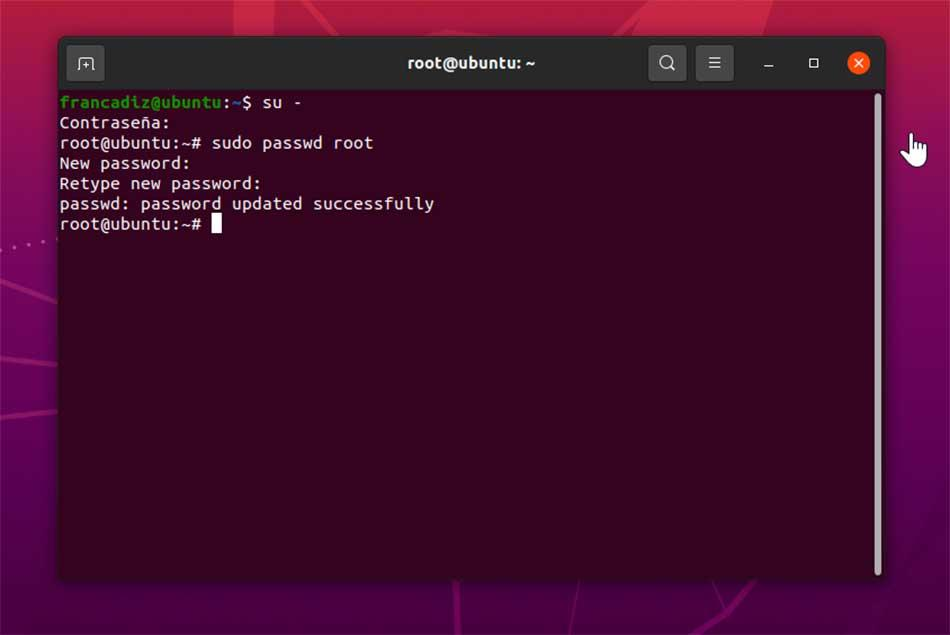 root@ubuntu: ~
francadiz@ubuntu:~$ su -
Contraseña:
root@ubuntu:~# sudo passwd root
New password:
Retype new password:
passwd: password updated successfully
root@ubuntu:~#